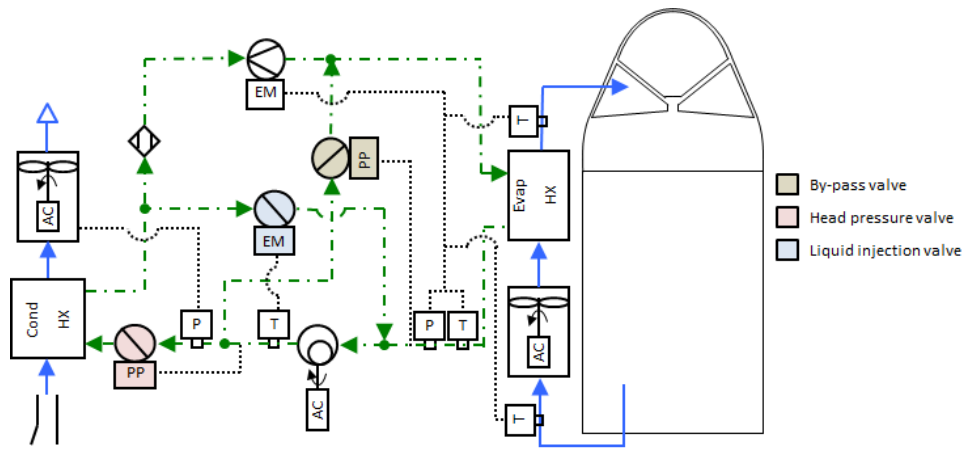 EM
T
AC
PP
Evap
HX
By-pass valve
Head pressure valve
Liquid injection valve
EM
Cond
HX
P
T
P
T
AC
PP
AC
T